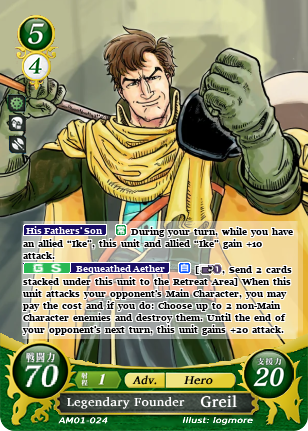 5
4
His Fathers' Son 常 During your turn, while you have
an allied "Ike", this unit and allied "Ike" gain +10
attack.
G S Bequeathed Aether 自 [1, Send 2 cards
stacked under this unit to the Retreat Area] When this
unit attacks your opponent's Main Character, you may
pay the cost and if you do: Choose up to 2 non-Main
Character enemies and destroy them. Until the end of
your opponent's next turn, this unit gains +20 attack.
戦闘力
70
射程 1
Adv.
Hero
支援力
20
Legendary Founder Greil
AM01-024
Illust: logmore